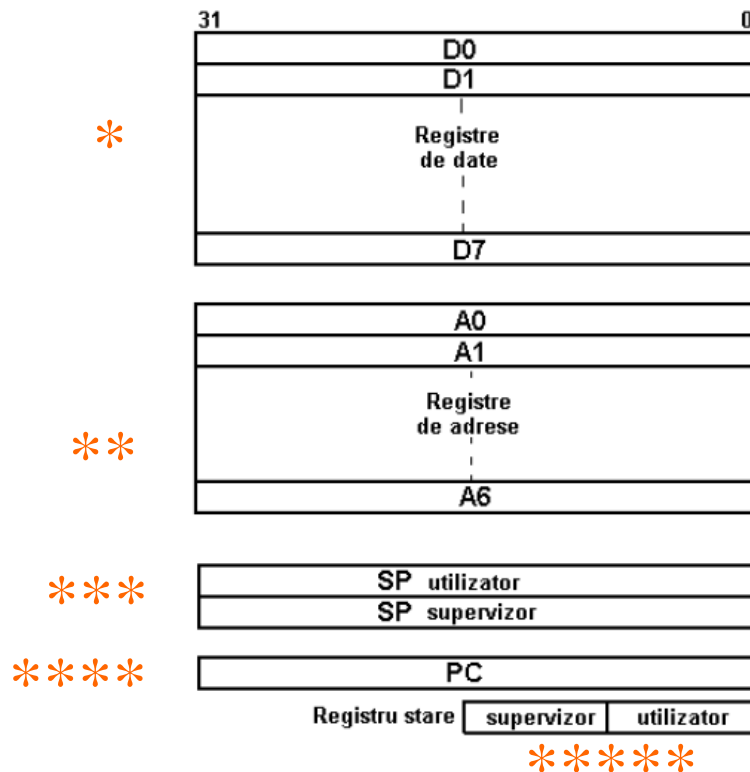 31 0
D0
D1
*
Registre
de date
D7
A0
A1
Registre
de adrese
**
A6
*** SP utilizator
SP supervizor
**** PC
Registru stare supervizor utilizator
*****